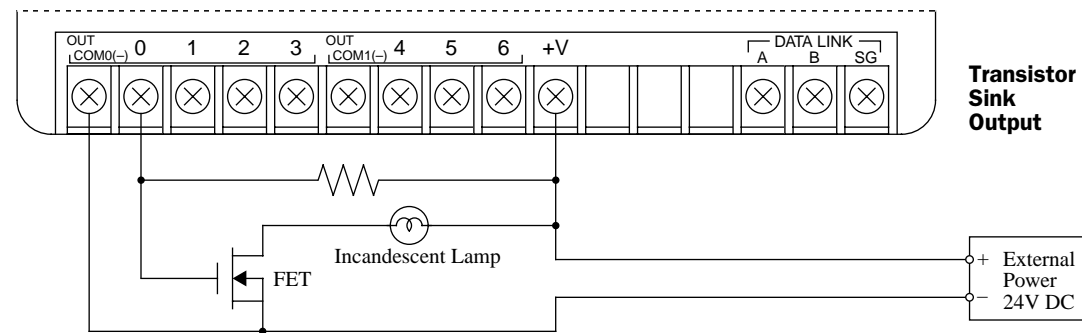 OUT
COM0(–) 0 1 2 3
OUT
COM1(–) 4 5 6 +V
DATA LINK
A B SG
Transistor
Sink
Output
Incandescent Lamp
FET
+ External
Power
– 24V DC